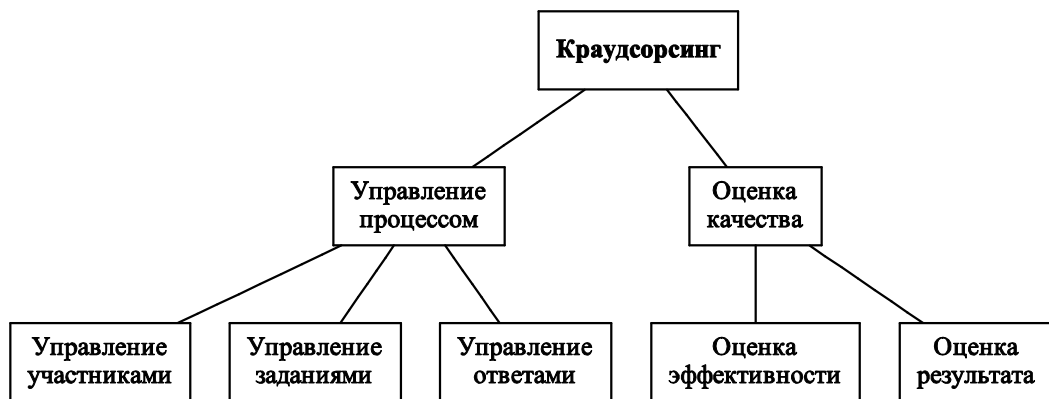 Краудсорсинг
Управление
процессом
Оценка
качества
Управление
участниками
Управление
заданиями
Управление
ответами
Оценка
эффективности
Оценка
результата